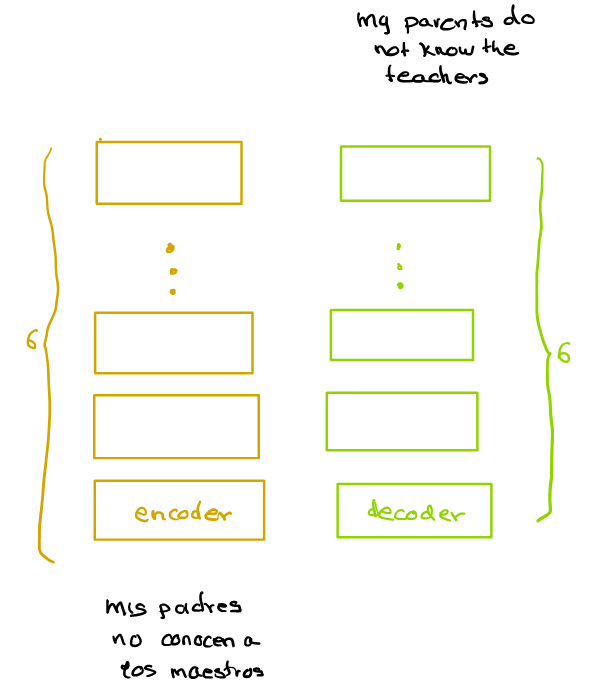 my parents do
not know the
teachers
6
6
encoder
decoder
mis padres
no conocen a
los maestros